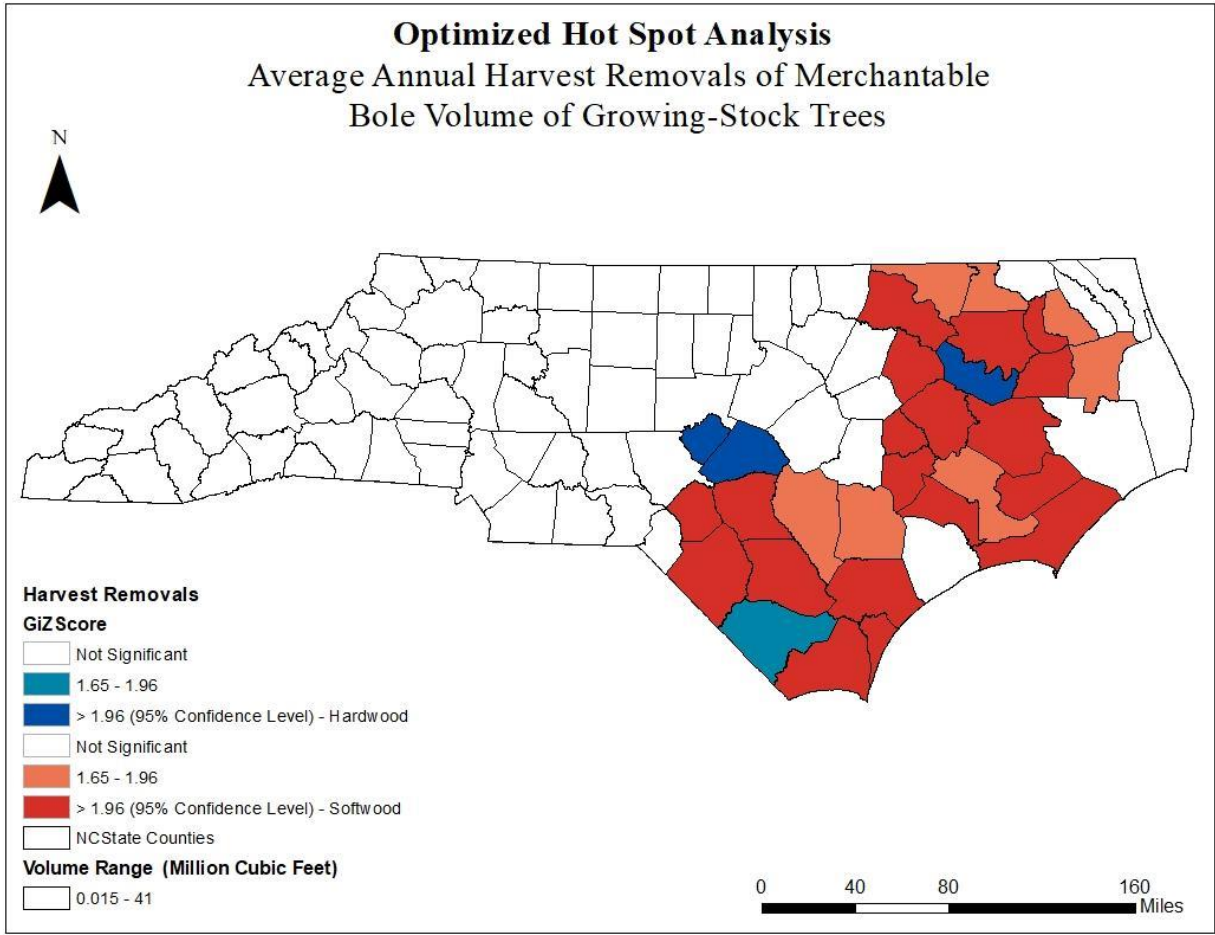 Optimized Hot Spot Analysis
Average Annual Harvest Removals of Merchantable
Bole Volume of Growing-Stock Trees
N
Harvest Removals
GiZScore
Not Significant
1.65 - 1.96
> 1.96 (95% Confidence Level) - Hardwood
Not Significant
1.65 - 1.96
> 1.96 (95% Confidence Level) - Softwood
NCState Counties
Volume Range (Million Cubic Feet)
0.015 - 41
0 40 80 160
Miles